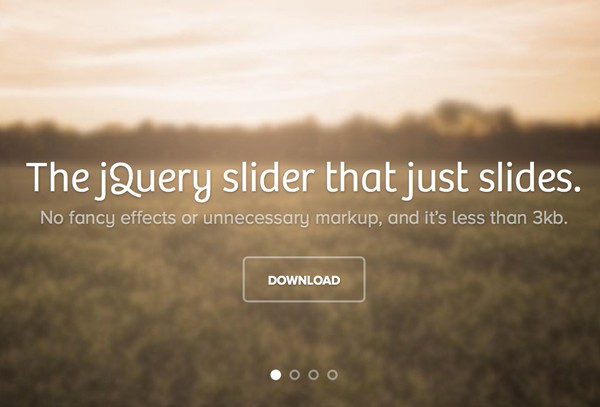 The jQuery slider that just slides.
No fancy effects or unnecessary markup, and it's less than 3kb.
DOWNLOAD